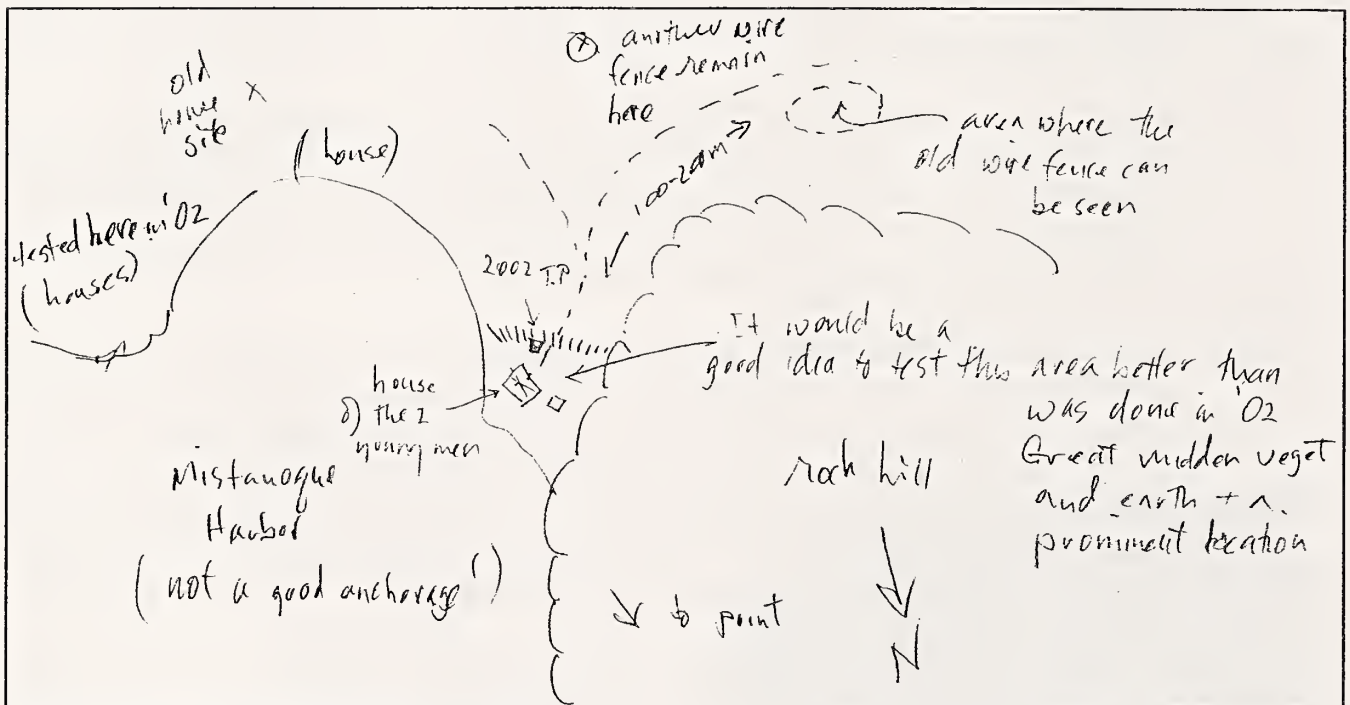 old
house
site
X
(house)
tested here in '02
(houses)
another wire
fence remain
here
100-200m
area where the
old wire fence can
be seen
2002 T.P
It would be a
good idea to test this area better than
was done in '02
Great midden veget
and earth + a
prominent location
house
of the 2
young men
Mistanoque
Harbor
(not a good anchorage!)
rock hill
to point
N